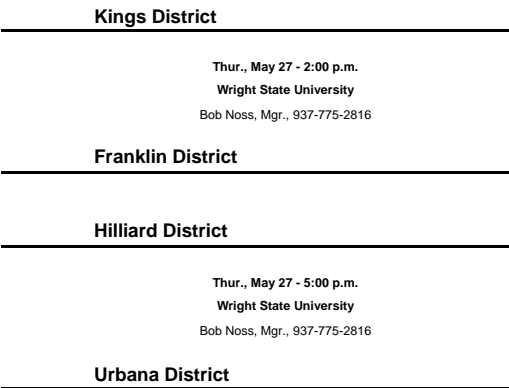 Kings District
Thur., May 27 - 2:00 p.m.
Wright State University
Bob Noss, Mgr., 937-775-2816
Franklin District
Hilliard District
Thur., May 27 - 5:00 p.m.
Wright State University
Bob Noss, Mgr., 937-775-2816
Urbana District